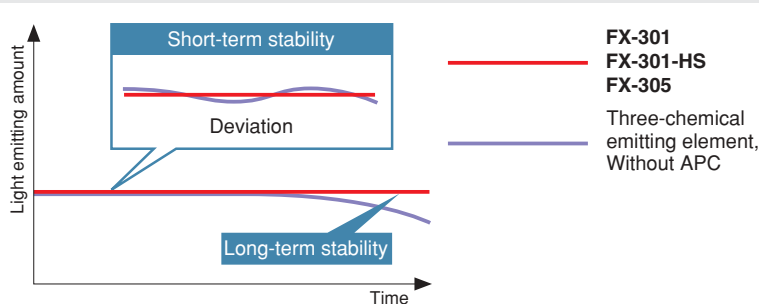 Short-term stability
Deviation
Light emitting amount
Long-term stability
Time
FX-301
FX-301-HS
FX-305
Three-chemical
emitting element,
Without APC